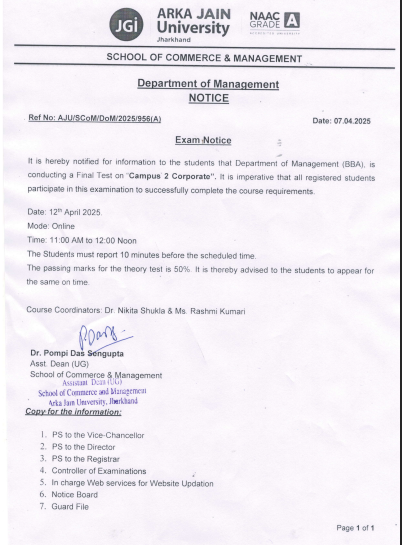 JGi
ARKA JAIN
University
Jharkhand
NAAC
GRADE A
ACCREDITED UNIVERSITY
SCHOOL OF COMMERCE & MANAGEMENT
Department of Management
NOTICE
Ref No: AJU/SCoM/DoM/2025/956(A)
Date: 07.04.2025
Exam Notice
It is hereby notified for information to the students that Department of Management (BBA), is
conducting a Final Test on "Campus 2 Corporate". It is imperative that all registered students
participate in this examination to successfully complete the course requirements.
Date: 12th April 2025.
Mode: Online
Time: 11:00 AM to 12:00 Noon
The Students must report 10 minutes before the scheduled time.
The passing marks for the theory test is 50%. It is thereby advised to the students to appear for
the same on time.
Course Coordinators: Dr. Nikita Shukla & Ms. Rashmi Kumari
Dr. Pompi Das Sengupta
Asst. Dean (UG)
School of Commerce & Management
Assistant Dean (UG)
School of Commerce and Management
Arka Jain University, Jharkhand
Copy for the information:
1. PS to the Vice-Chancellor
2. PS to the Director
3. PS to the Registrar
4. Controller of Examinations
5. In charge Web services for Website Updation
6. Notice Board
7. Guard File
Page 1 of 1